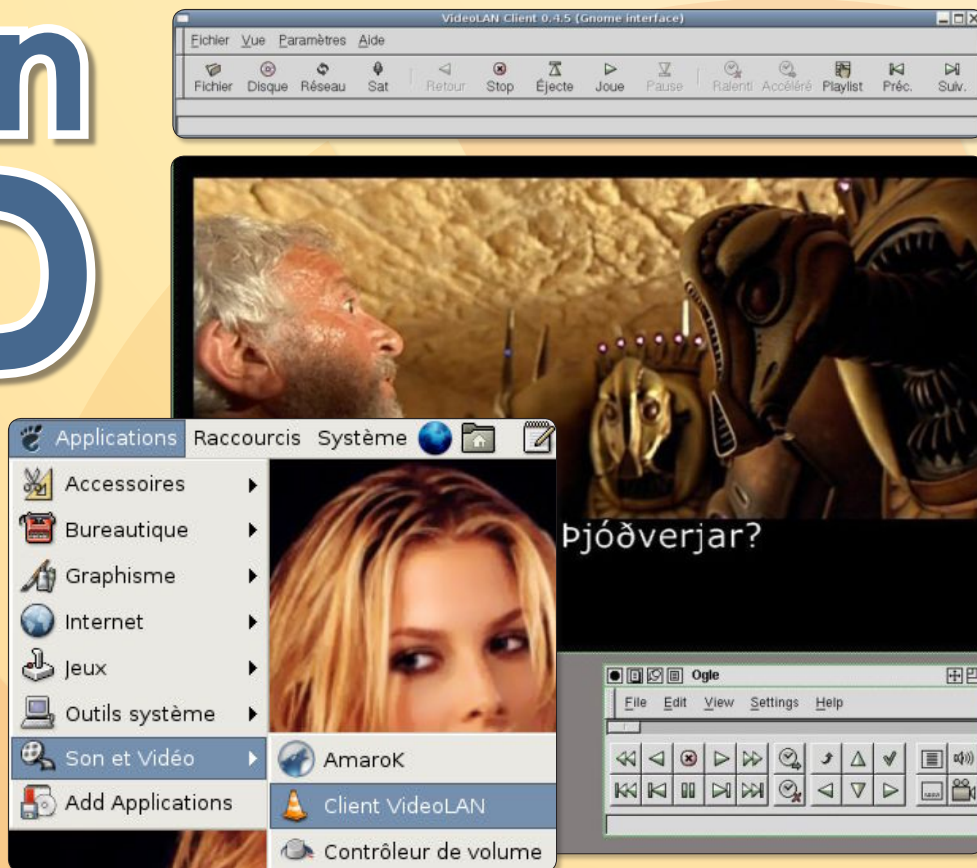 n
D
VideoLAN Client 0.4.5 (Gnome interface)
Fichier Vue Paramètres Aide
Fichier Disque Réseau Sat Retour Stop Éjecte Joue Pause Ralenti Accéléré Playlist Préc. Suiv.
Þjóðverjar?
Applications Raccourcis Système
Accessoires
Bureautique
Graphisme
Internet
Jeux
Outils système
Son et Vidéo
Add Applications
AmaroK
Client VideoLAN
Contrôleur de volume
Ogle
File Edit View Settings Help